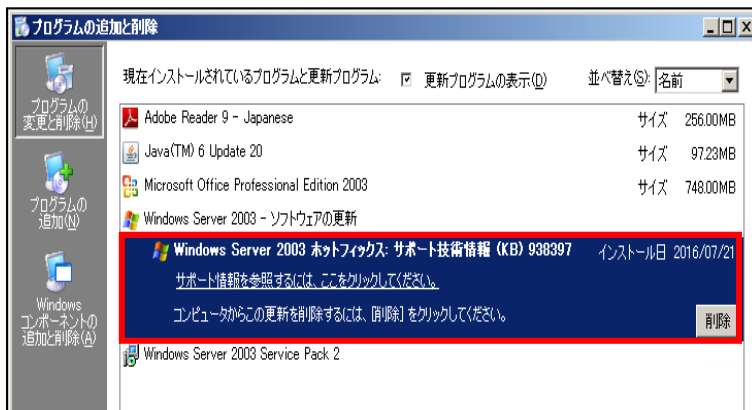 プログラムの追加と削除
現在インストールされているプログラムと更新プログラム: 更新プログラムの表示(D) 並べ替え(S): 名前
プログラムの
変更と削除(H)
プログラムの
追加(N)
Windows
コンポーネントの
追加と削除(A)
Adobe Reader 9 - Japanese サイズ 256.00MB
Java(TM) 6 Update 20 サイズ 97.23MB
Microsoft Office Professional Edition 2003 サイズ 748.00MB
Windows Server 2003 - ソフトウェアの更新
Windows Server 2003 ホットフィックス: サポート技術情報 (KB) 938397 インストール日 2016/07/21
サポート情報を参照するには、ここをクリックしてください。
コンピュータからこの更新を削除するには、[削除] をクリックしてください。
削除
Windows Server 2003 Service Pack 2